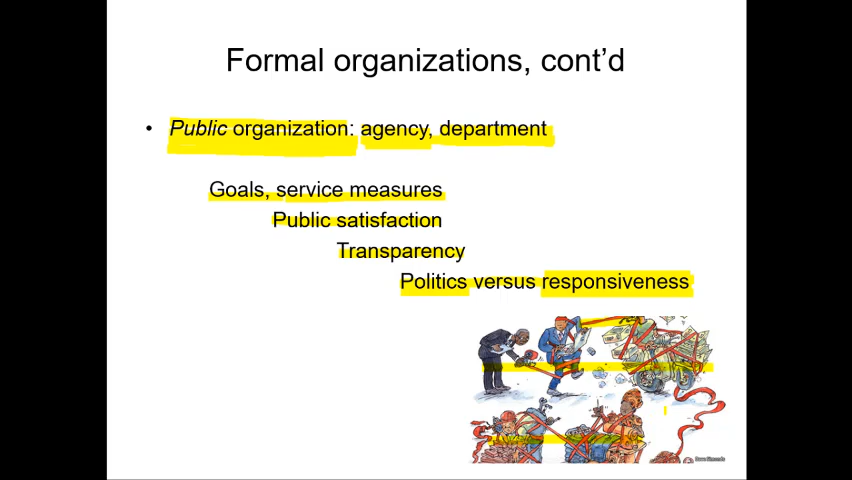 Formal organizations, cont’d
• Public organization: agency, department
Goals, service measures
Public satisfaction
Transparency
Politics versus responsiveness